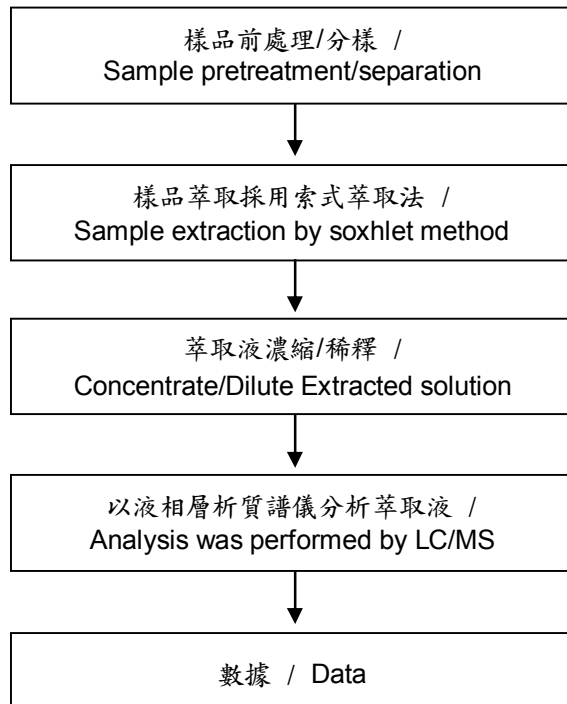 樣品前處理/分樣 /
Sample pretreatment/separation
樣品萃取採用索式萃取法 /
Sample extraction by soxhlet method
萃取液濃縮/稀釋 /
Concentrate/Dilute Extracted solution
以液相層析質譜儀分析萃取液 /
Analysis was performed by LC/MS
數據 / Data